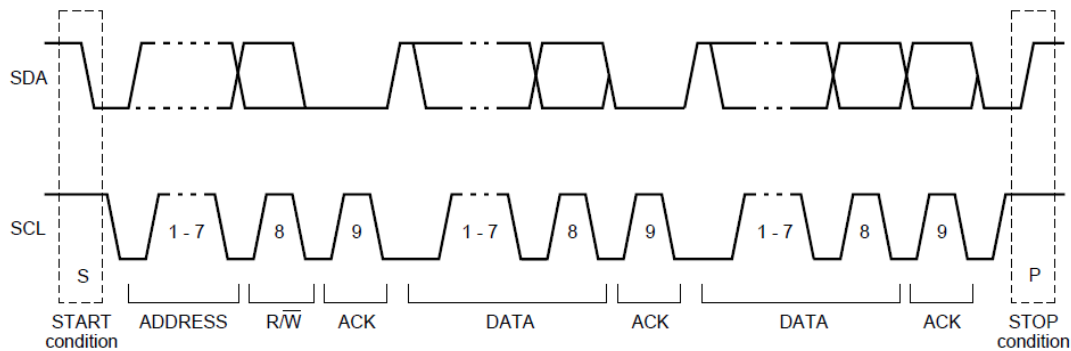 SDA
SCL
1 - 7
8
9
1 - 7
8
9
1 - 7
8
9
S
P
START
condition
ADDRESS
R/W̅
ACK
DATA
ACK
DATA
ACK
STOP
condition